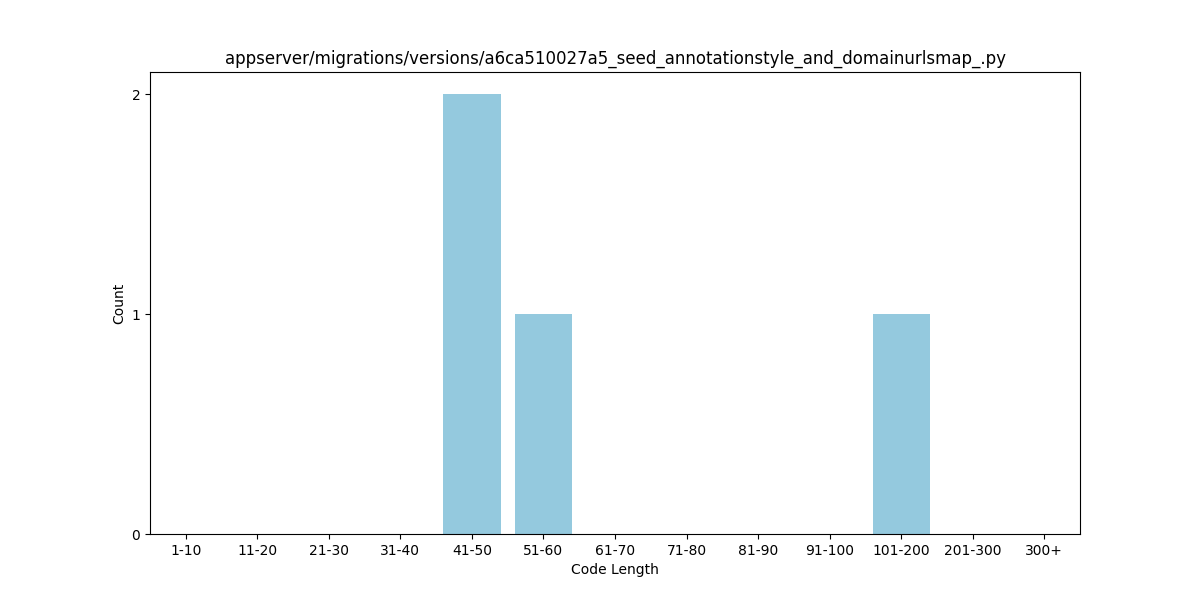 appserver/migrations/versions/a6ca510027a5_seed_annotationstyle_and_domainurlsmap_.py
2
1
0
Count
1-10 11-20 21-30 31-40 41-50 51-60 61-70 71-80 81-90 91-100 101-200 201-300 300+
Code Length